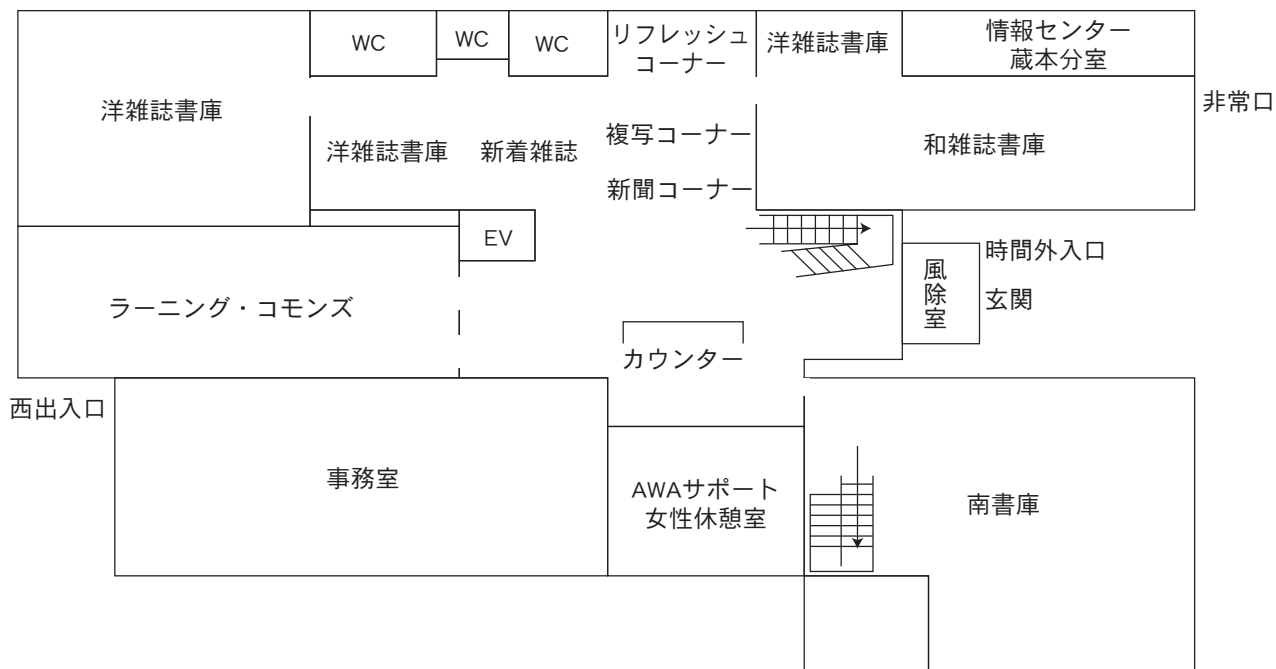 WC
WC
WC
リフレッシュ
コーナー
洋雑誌書庫
情報センター
蔵本分室
洋雑誌書庫
非常口
洋雑誌書庫
新着雑誌
複写コーナー
和雑誌書庫
新聞コーナー
EV
時間外入口
風除室
玄関
ラーニング・コモンズ
カウンター
西出入口
事務室
AWAサポート
女性休憩室
南書庫